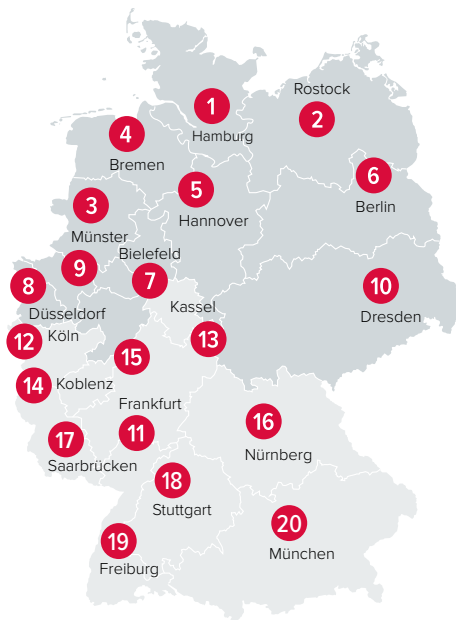 Rostock
1
2
Hamburg
4
Bremen
5
6
3
Hannover
Berlin
Münster
Bielefeld
9
7
8
10
Kassel
Düsseldorf
Dresden
12
Köln
13
15
14
Koblenz
Frankfurt
16
11
17
Nürnberg
Saarbrücken
18
Stuttgart
20
19
München
Freiburg